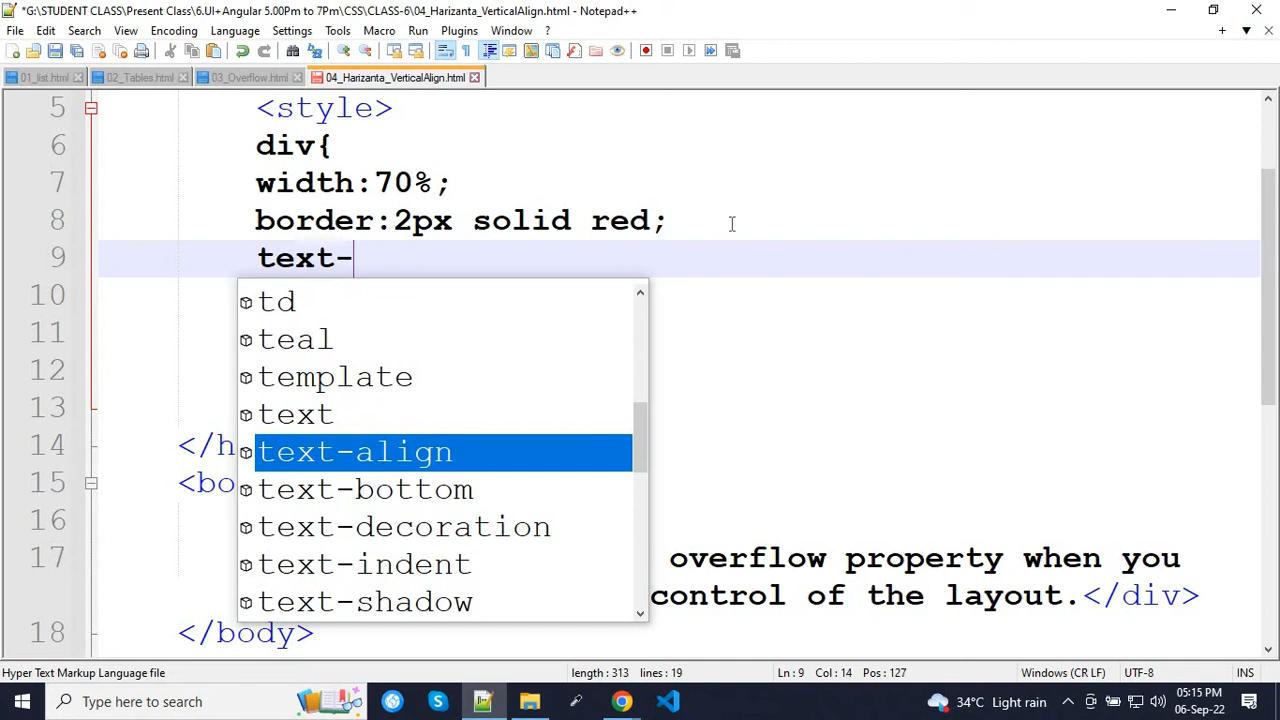 *G:\STUDENT CLASS\Present Class\6.UI+Angular 5.00Pm to 7Pm\CSS\CLASS-6\04_Harizanta_VerticalAlign.html - Notepad++
File Edit Search View Encoding Language Settings Tools Macro Run Plugins Window ?
+ ▼ ✕
01_list.html 02_Tables.html 03_Overflow.html 04_Harizanta_VerticalAlign.html
5 <style>
6 div{
7 width:70%;
8 border:2px solid red;
9 text-
10 td
11 teal
12 template
13 text
14 </h text-align
15 <bo text-bottom
16 text-decoration
17 text-indent overflow property when you
text-shadow control of the layout.</div>
18 </body>
Hyper Text Markup Language file length : 313 lines : 19 Ln : 9 Col : 14 Pos : 127 Windows (CR LF) UTF-8 INS
Type here to search 34°C Light rain 05:15 PM
06-Sep-22